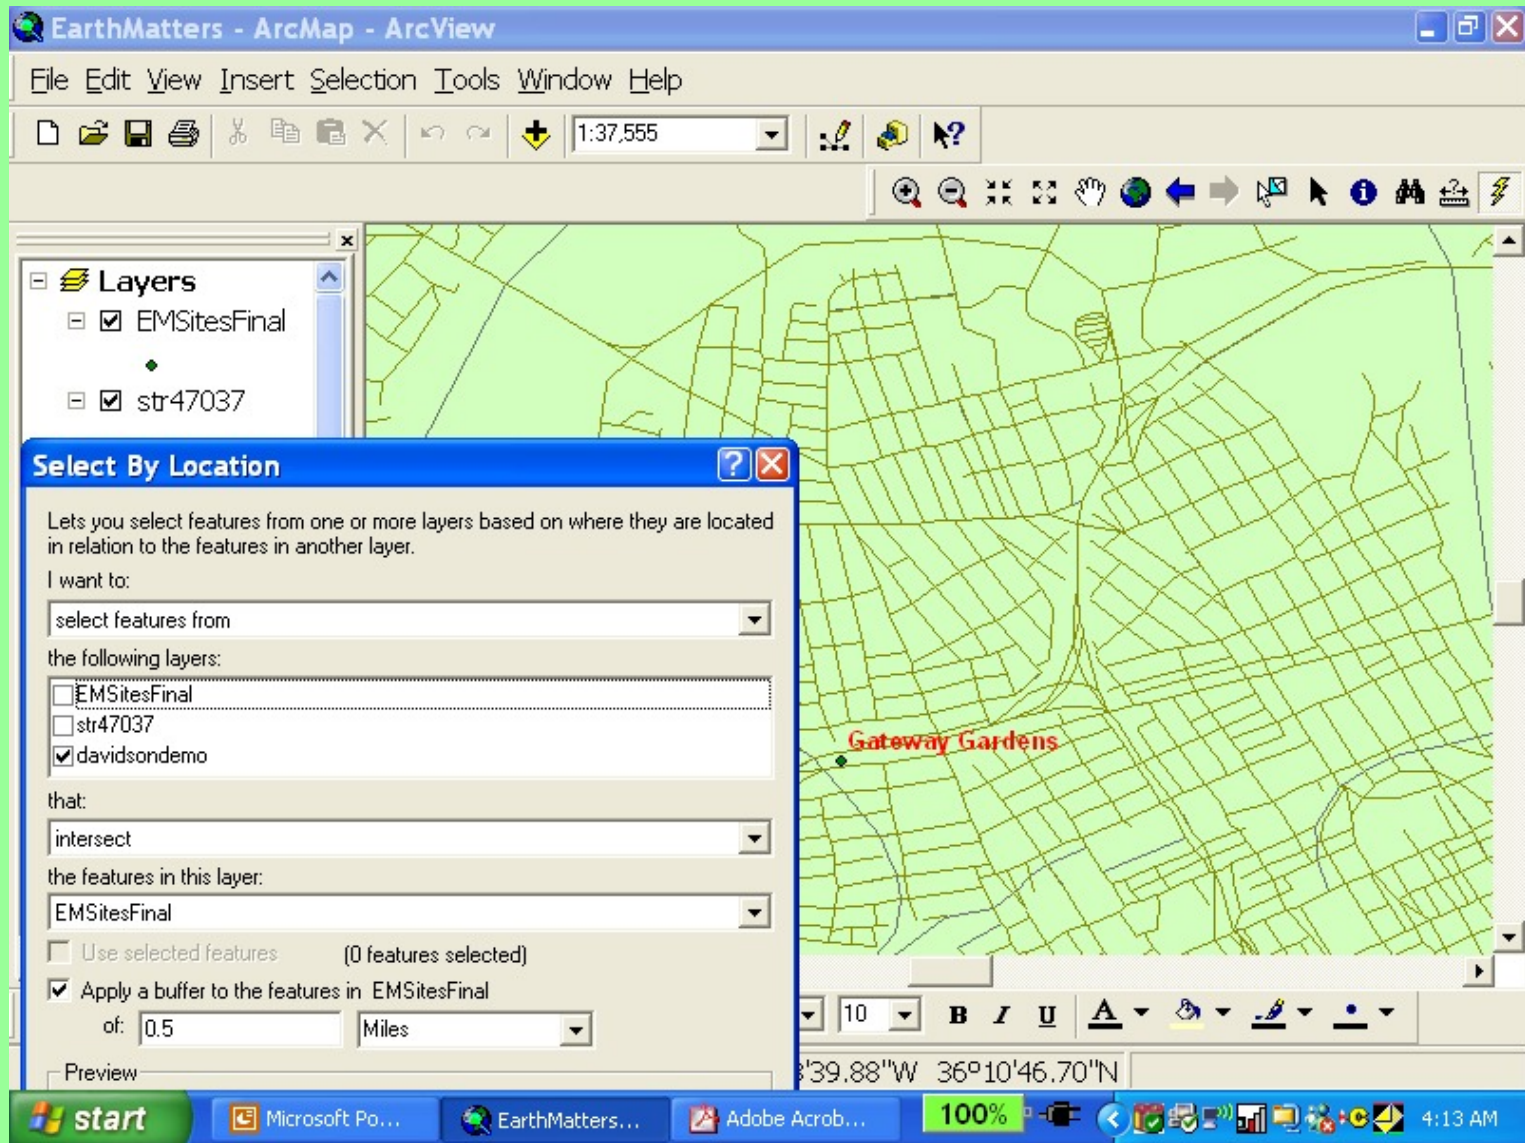 EarthMatters - ArcMap - ArcView
File Edit View Insert Selection Tools Window Help
1:37,555
Layers
EMSitesFinal
str47037
Select By Location
Lets you select features from one or more layers based on where they are located
in relation to the features in another layer.
I want to:
select features from
the following layers:
EMSitesFinal
str47037
davidsondemo
that:
intersect
the features in this layer:
EMSitesFinal
Use selected features (0 features selected)
Apply a buffer to the features in EMSitesFinal
of: 0.5 Miles
Preview
Gateway Gardens
10 B I U A
'39.88"W 36°10'46.70"N
start Microsoft Po... EarthMatters... Adobe Acrob... 100% 4:13 AM